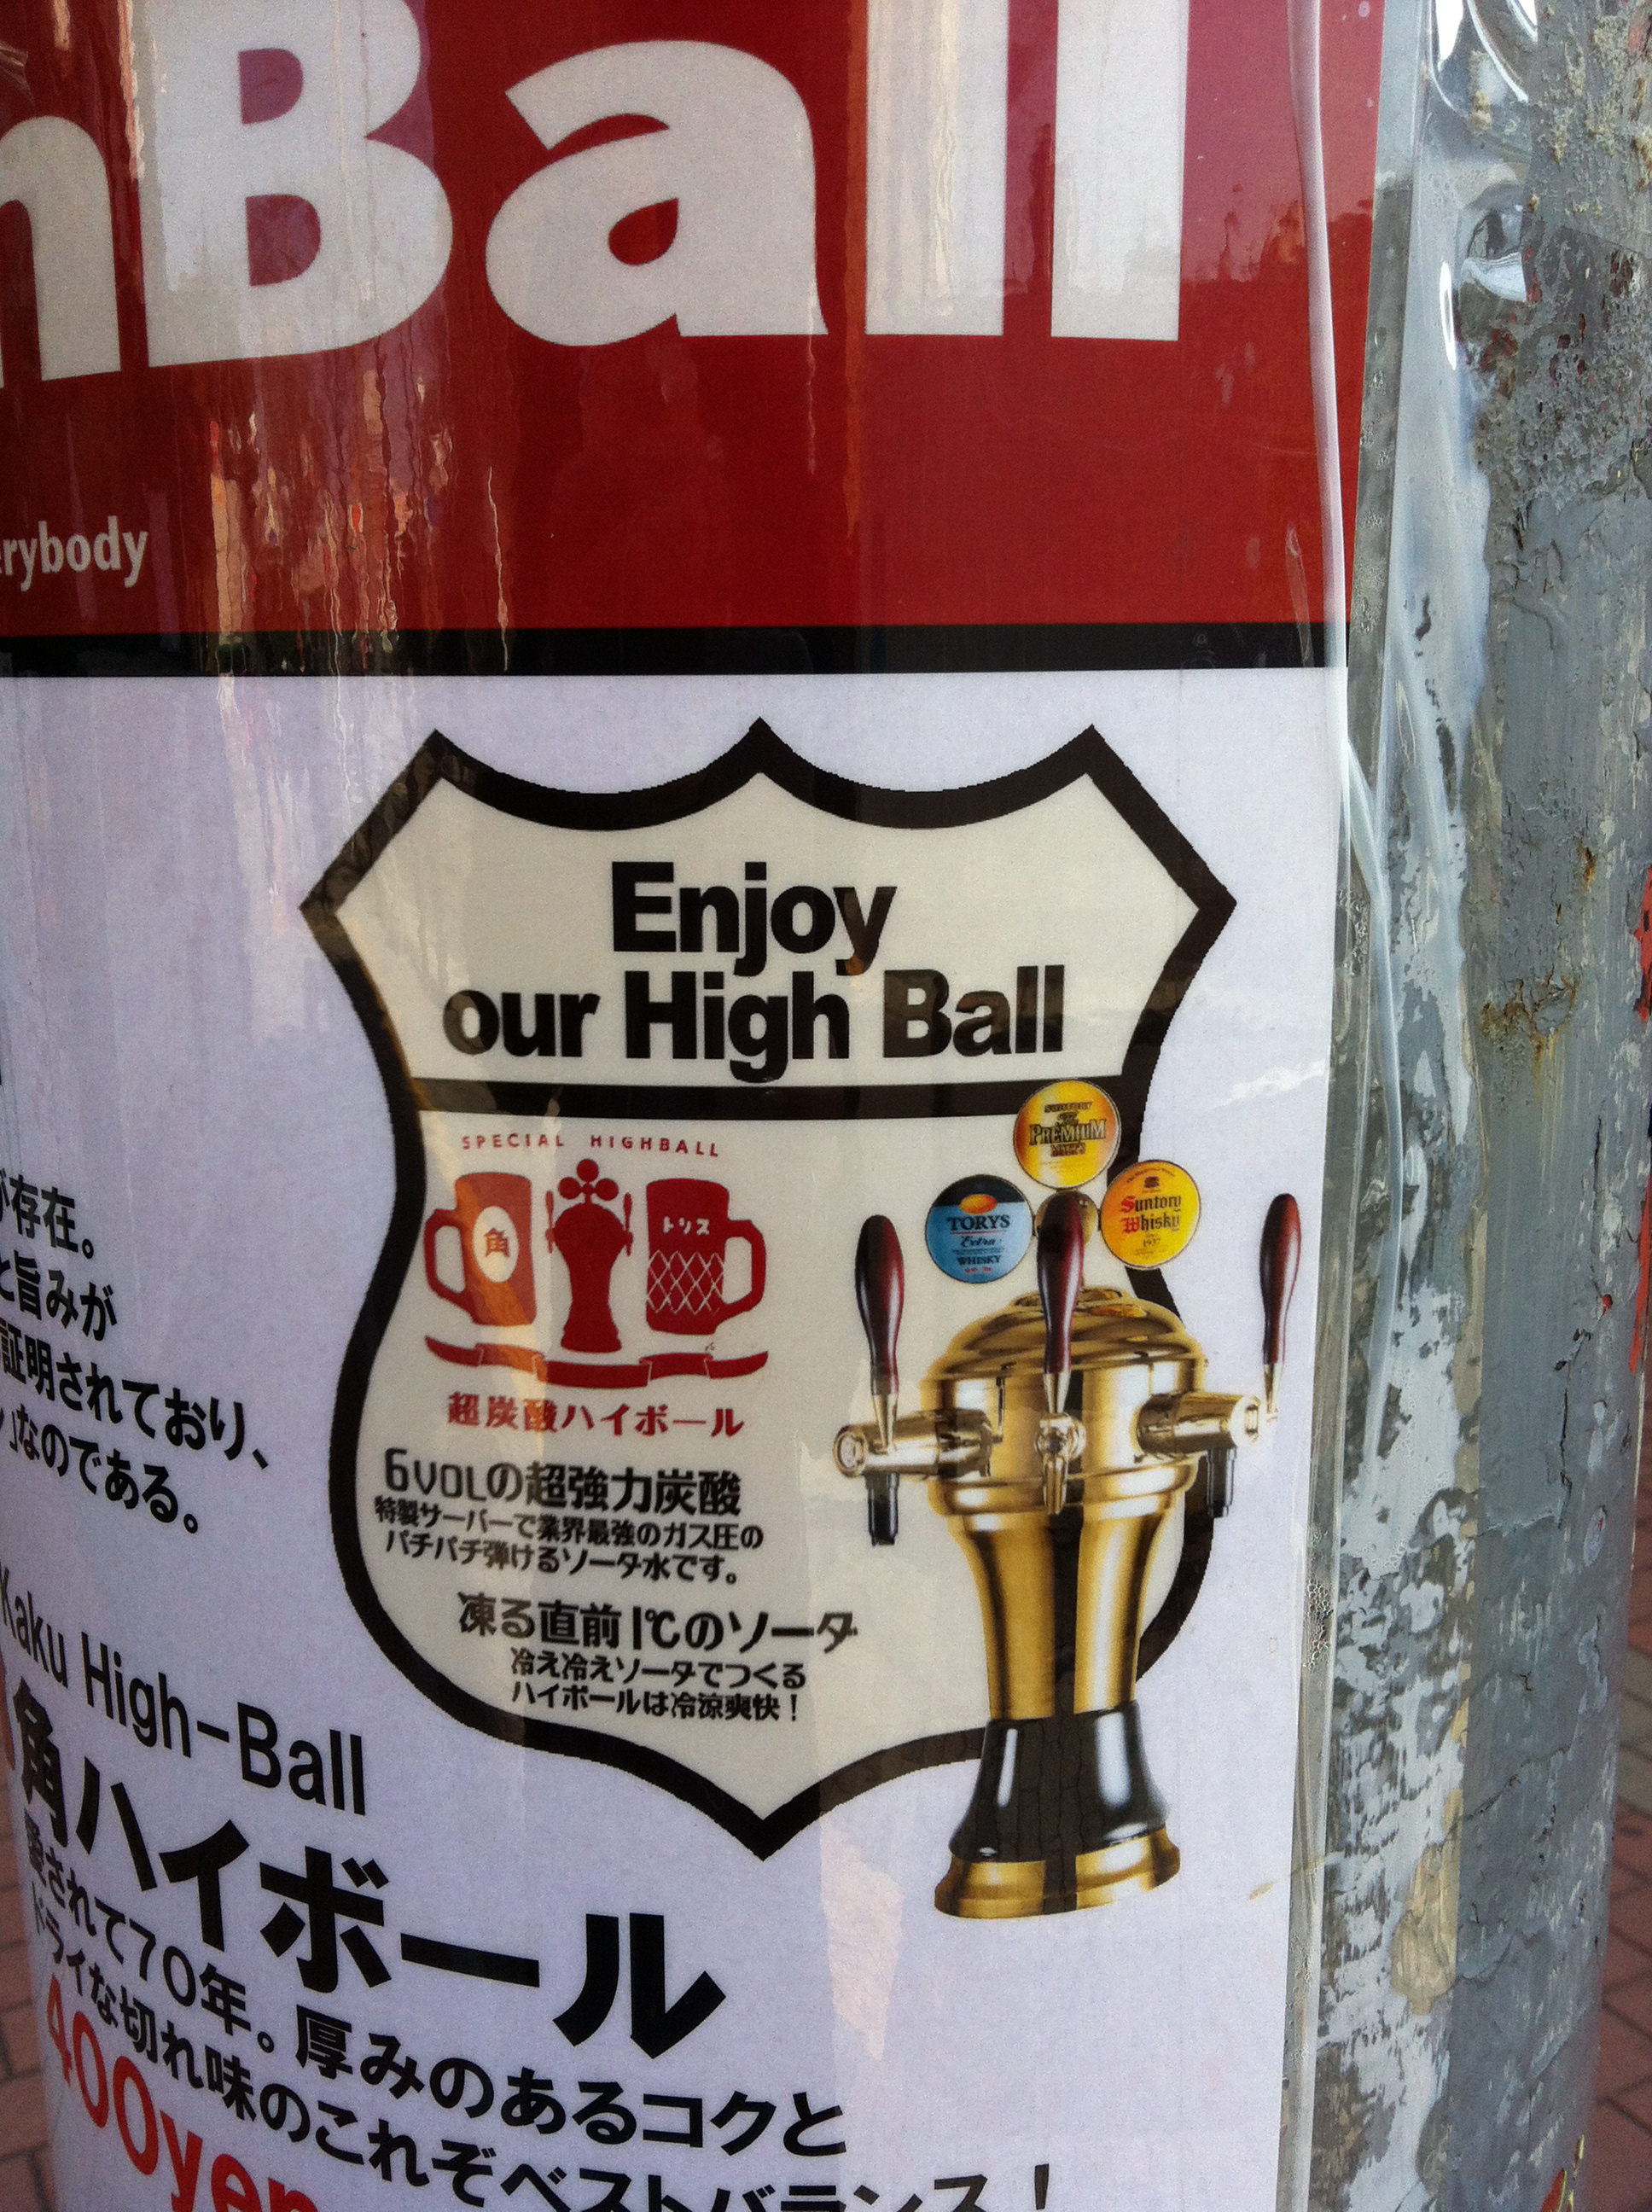 hBall
erybody
Enjoy
our High Ball
SPECIAL HIGHBALL
角
トリス
超炭酸ハイボール
6VOLの超強力炭酸
特製サーバーで業界最強のガス圧の
パチパチ弾けるソータ水です。
凍る直前1℃のソーダ
冷え冷えソーダでつくる
ハイボールは冷涼爽快！
SUNTORY
THE
PREMIUM
MALT'S
TORYS
Extra
WHISKY
Suntory
Whisky
1937
存在。
と旨みが
証明されており、
」なのである。
Kaku High-Ball
角ハイボール
愛されて70年。厚みのあるコクと
ドライな切れ味のこれぞベストバランス！
400yen